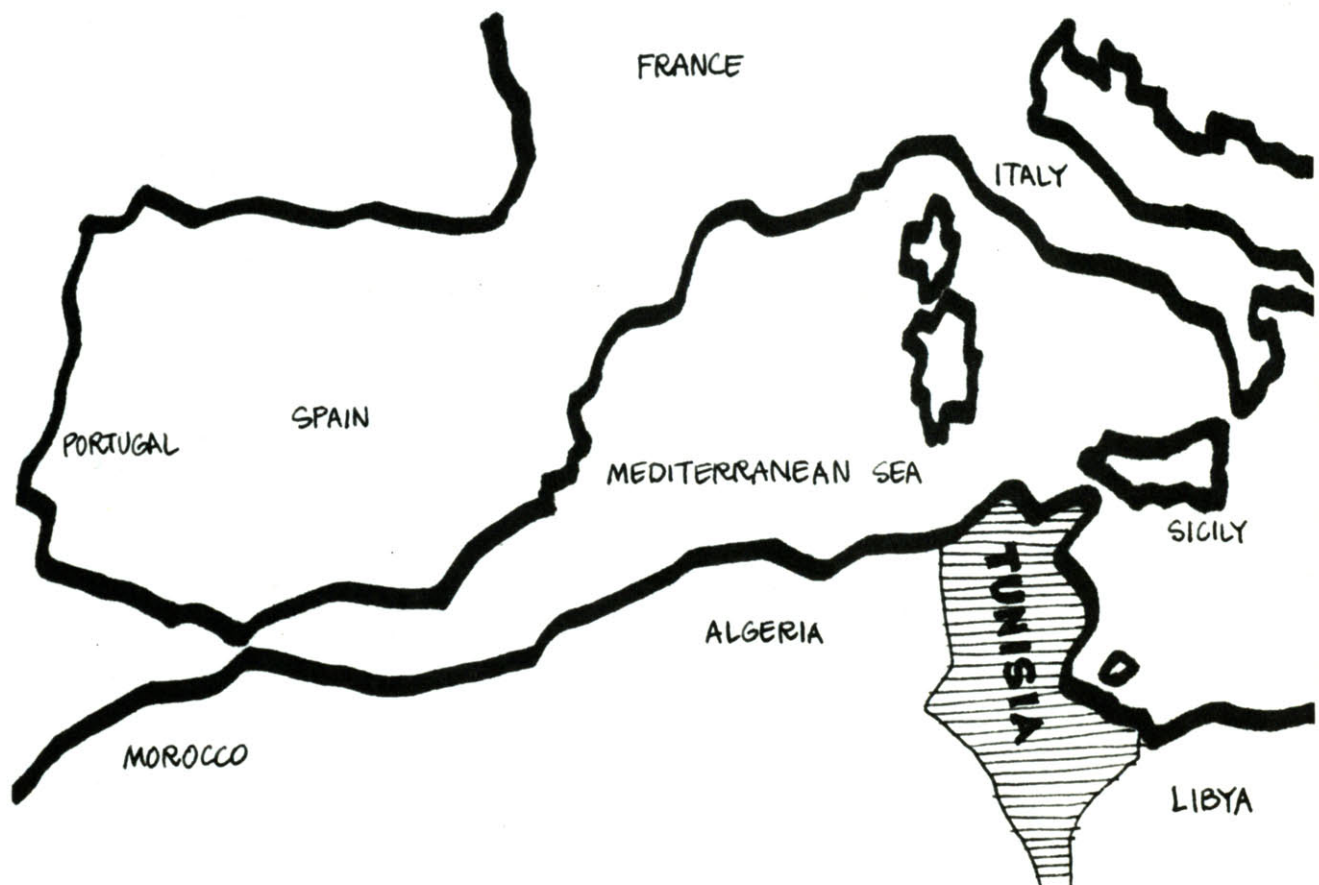 FRANCE
ITALY
SPAIN
PORTUGAL
MEDITERRANEAN SEA
SICILY
TUNISIA
ALGERIA
MOROCCO
LIBYA